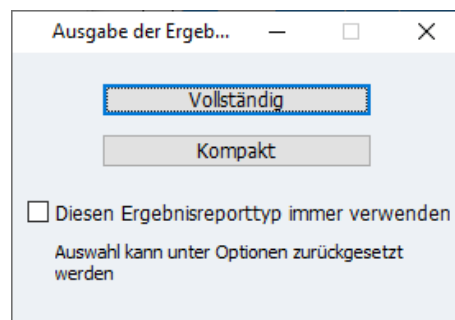 Ausgabe der Ergeb...
Vollständig
Kompakt
Diesen Ergebnisreporttyp immer verwenden
Auswahl kann unter Optionen zurückgesetzt
werden